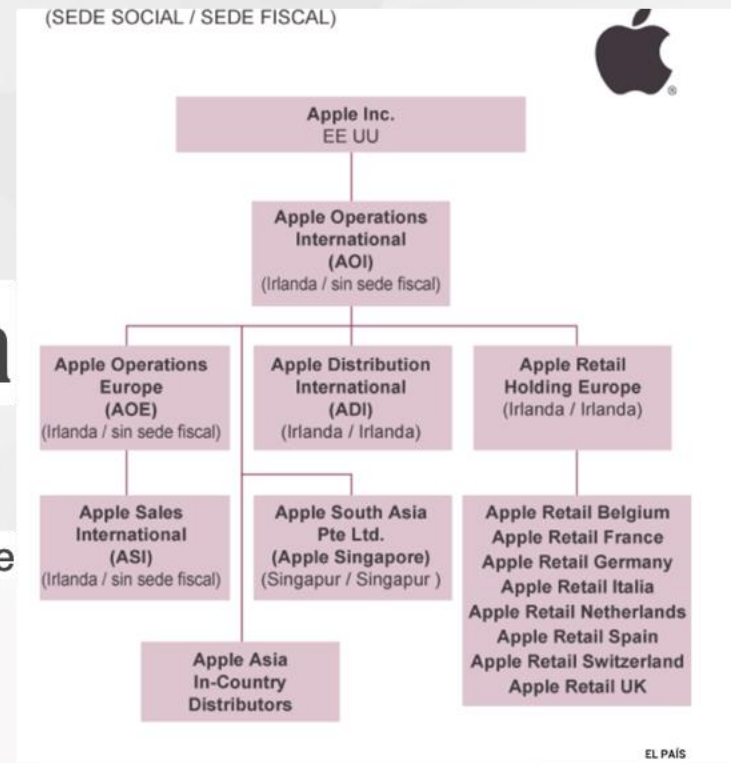 (SEDE SOCIAL / SEDE FISCAL)
®
Apple Inc.
EE UU
Apple Operations
International
(AOI)
(Irlanda / sin sede fiscal)
a
Apple Operations
Europe
(AOE)
(Irlanda / sin sede fiscal)
Apple Distribution
International
(ADI)
(Irlanda / Irlanda)
Apple Retail
Holding Europe
(Irlanda / Irlanda)
e
Apple Sales
International
(ASI)
(Irlanda / sin sede fiscal)
Apple South Asia
Pte Ltd.
(Apple Singapore)
(Singapur / Singapur )
Apple Retail Belgium
Apple Retail France
Apple Retail Germany
Apple Retail Italia
Apple Retail Netherlands
Apple Retail Spain
Apple Retail Switzerland
Apple Retail UK
Apple Asia
In-Country
Distributors
EL PAÍS